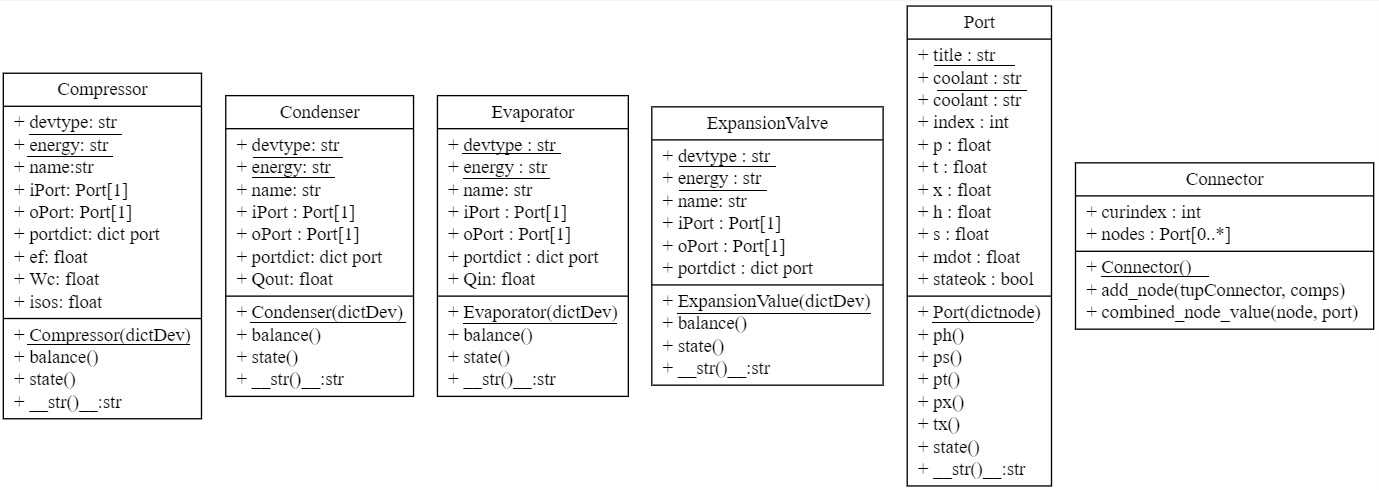 Compressor
+ devtype: str
+ energy: str
+ name:str
+ iPort: Port[1]
+ oPort: Port[1]
+ portdict: dict port
+ ef: float
+ Wc: float
+ isos: float
+ Compressor(dictDev)
+ balance()
+ state()
+ __str()__:str
Condenser
+ devtype: str
+ energy: str
+ name: str
+ iPort : Port[1]
+ oPort : Port[1]
+ portdict: dict port
+ Qout: float
+ Condenser(dictDev)
+ balance()
+ state()
+ __str()__:str
Evaporator
+ devtype : str
+ energy : str
+ name: str
+ iPort : Port[1]
+ oPort : Port[1]
+ portdict : dict port
+ Qin: float
+ Evaporator(dictDev)
+ balance()
+ state()
+ __str()__:str
ExpansionValve
+ devtype : str
+ energy : str
+ name: str
+ iPort : Port[1]
+ oPort : Port[1]
+ portdict : dict port
+ ExpansionValue(dictDev)
+ balance()
+ state()
+ __str()__:str
Port
+ title : str
+ coolant : str
+ coolant : str
+ index : int
+ p : float
+ t : float
+ x : float
+ h : float
+ s : float
+ mdot : float
+ stateok : bool
+ Port(dictnode)
+ ph()
+ ps()
+ pt()
+ px()
+ tx()
+ state()
+ __str()__:str
Connector
+ curindex : int
+ nodes : Port[0..*]
+ Connector()
+ add_node(tupConnector, comps)
+ combined_node_value(node, port)